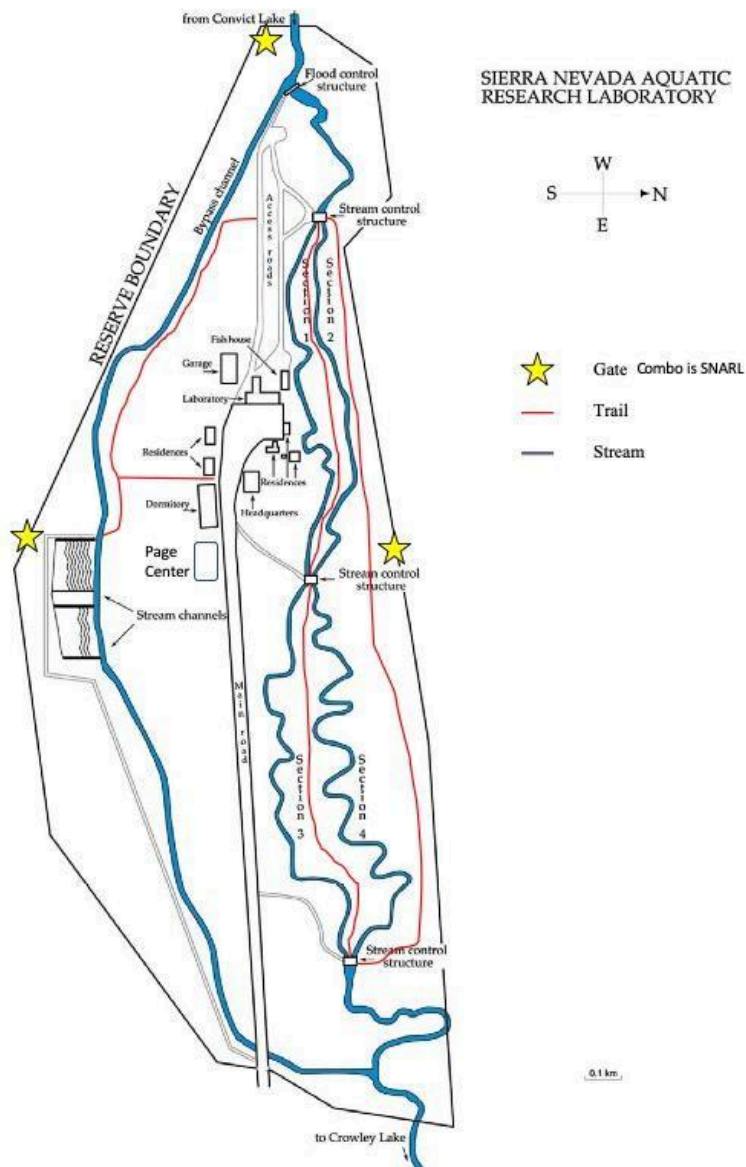 from Convict Lake
Flood control
structure
SIERRA NEVADA AQUATIC
RESEARCH LABORATORY
W
S
N
E
Bypass channel
RESERVE BOUNDARY
Access roads
Stream control
structure
Section 1
Section 2
Fish house
Garage
Laboratory
Gate Combo is SNARL
Trail
Stream
Residences
Residences
Dormitory
Headquarters
Page
Center
Stream control
structure
Stream channels
Main road
Section 3
Section 4
Stream control
structure
0.1 km
to Crowley Lake